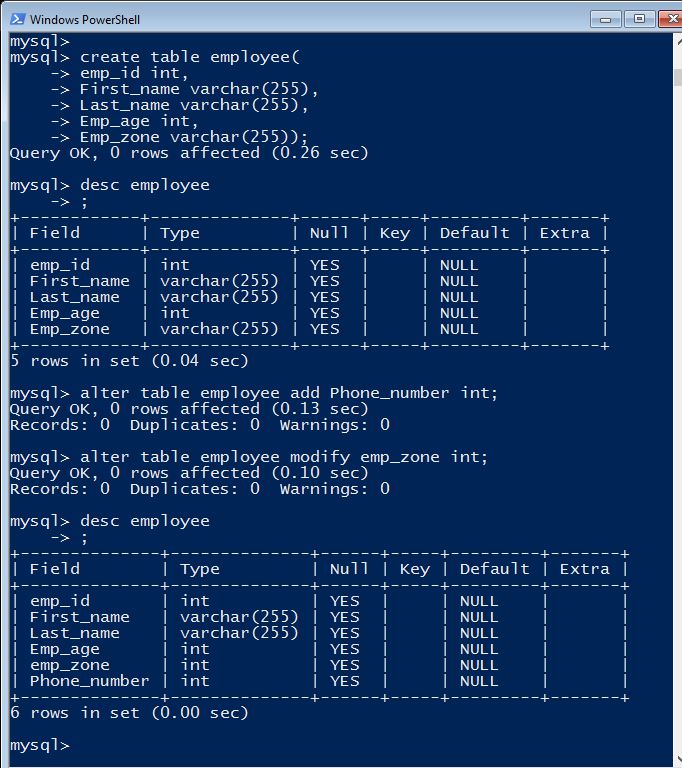 Windows PowerShell
mysql>
mysql> create table employee(
    -> emp_id int,
    -> First_name varchar(255),
    -> Last_name varchar(255),
    -> Emp_age int,
    -> Emp_zone varchar(255));
Query OK, 0 rows affected (0.26 sec)

mysql> desc employee
    -> ;
+------------+--------------+------+-----+---------+-------+
| Field      | Type         | Null | Key | Default | Extra |
+------------+--------------+------+-----+---------+-------+
| emp_id     | int          | YES  |     | NULL    |       |
| First_name | varchar(255) | YES  |     | NULL    |       |
| Last_name  | varchar(255) | YES  |     | NULL    |       |
| Emp_age    | int          | YES  |     | NULL    |       |
| Emp_zone   | varchar(255) | YES  |     | NULL    |       |
+------------+--------------+------+-----+---------+-------+
5 rows in set (0.04 sec)

mysql> alter table employee add Phone_number int;
Query OK, 0 rows affected (0.13 sec)
Records: 0  Duplicates: 0  Warnings: 0

mysql> alter table employee modify emp_zone int;
Query OK, 0 rows affected (0.10 sec)
Records: 0  Duplicates: 0  Warnings: 0

mysql> desc employee
    -> ;
+--------------+--------------+------+-----+---------+-------+
| Field        | Type         | Null | Key | Default | Extra |
+--------------+--------------+------+-----+---------+-------+
| emp_id       | int          | YES  |     | NULL    |       |
| First_name   | varchar(255) | YES  |     | NULL    |       |
| Last_name    | varchar(255) | YES  |     | NULL    |       |
| Emp_age      | int          | YES  |     | NULL    |       |
| emp_zone     | int          | YES  |     | NULL    |       |
| Phone_number | int          | YES  |     | NULL    |       |
+--------------+--------------+------+-----+---------+-------+
6 rows in set (0.00 sec)

mysql>